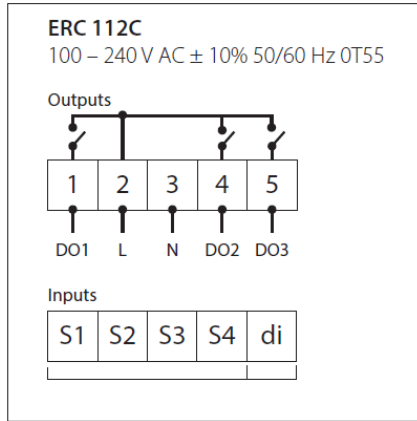 ERC 112C
100 – 240 V AC ± 10% 50/60 Hz 0T55
Outputs
1 2 3 4 5
DO1 L N DO2 DO3
Inputs
S1 S2 S3 S4 di